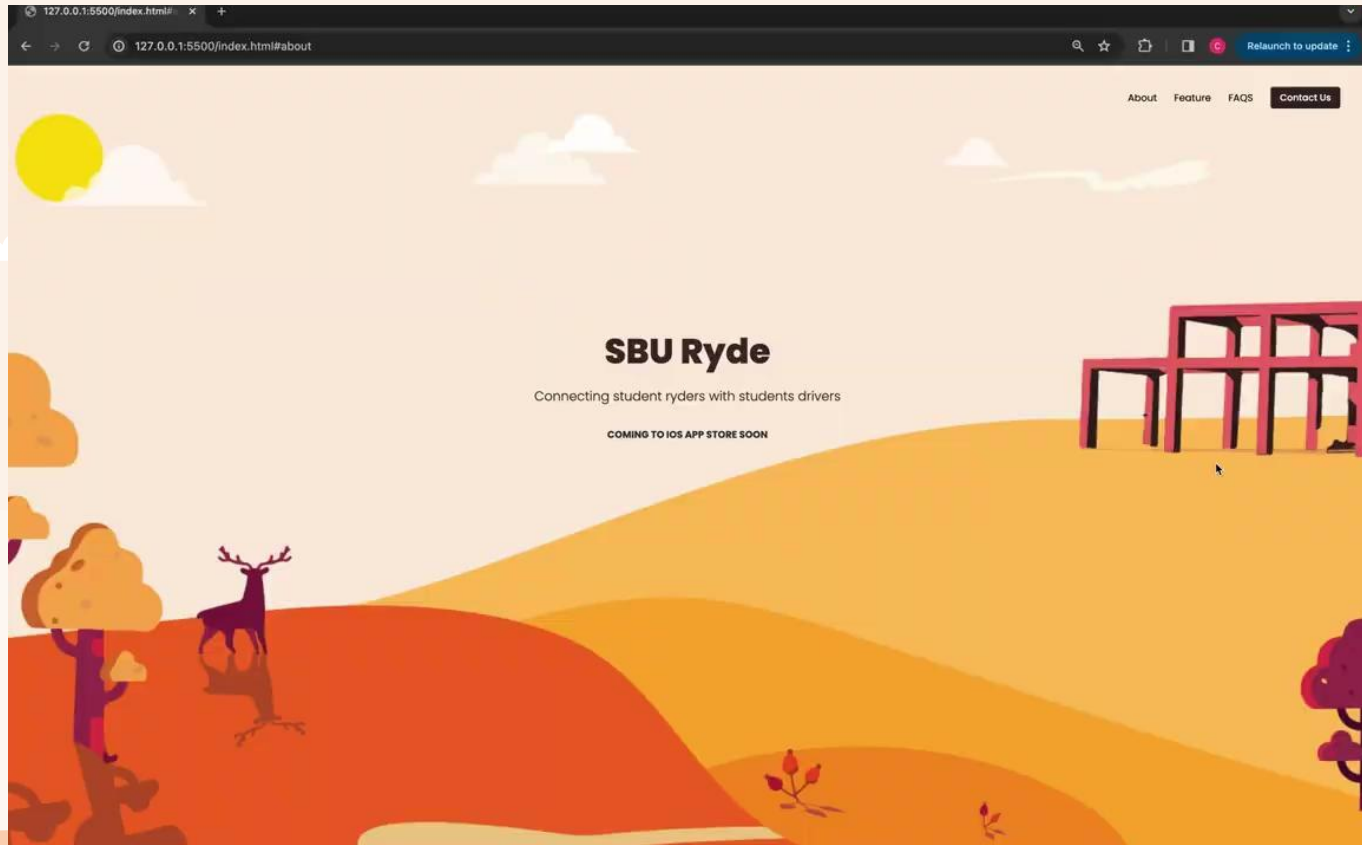 127.0.0.1:5500/index.html#
127.0.0.1:5500/index.html#about
C
Relaunch to update
About Feature FAQS Contact Us
SBU Ryde
Connecting student ryders with students drivers
COMING TO IOS APP STORE SOON